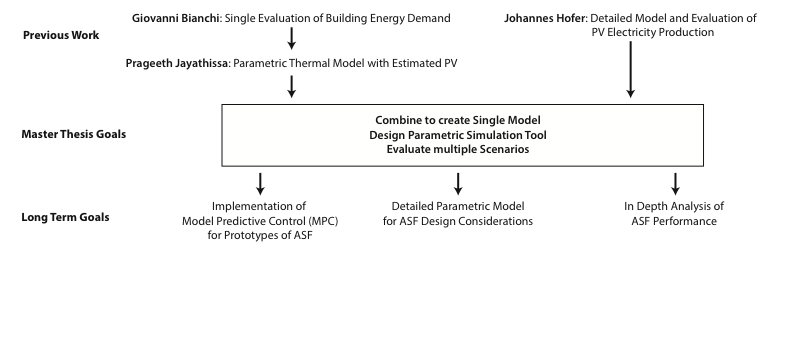 Previous Work
Giovanni Bianchi: Single Evaluation of Building Energy Demand
Johannes Hofer: Detailed Model and Evaluation of
PV Electricity Production
Prageeth Jayathissa: Parametric Thermal Model with Estimated PV
Master Thesis Goals
Combine to create Single Model
Design Parametric Simulation Tool
Evaluate multiple Scenarios
Long Term Goals
Implementation of
Model Predictive Control (MPC)
for Prototypes of ASF
Detailed Parametric Model
for ASF Design Considerations
In Depth Analysis of
ASF Performance